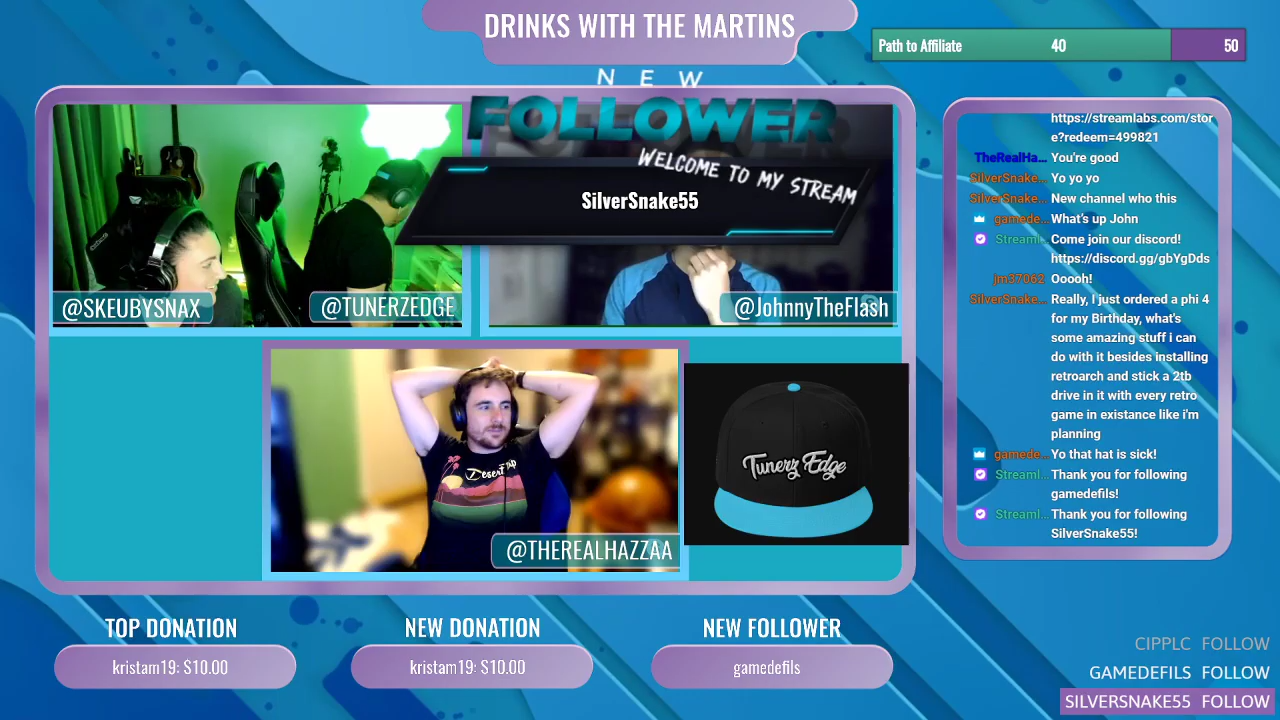 DRINKS WITH THE MARTINS
Path to Affiliate 40 50
NEW
FOLLOWER
WELCOME TO MY STREAM
SilverSnake55
@SKEUBYSNAX
@TUNERZEDGE
@JohnnyTheFlash
Desert Trip
@THEREALHAZZAA
Tunerz Edge
https://streamlabs.com/stor
e?redeem=499821
TheRealHa... You're good
SilverSnake... Yo yo yo
SilverSnake... New channel who this
gamede... What's up John
Streaml... Come join our discord!
https://discord.gg/gbYgDds
jm37062 Ooooh!
SilverSnake... Really, I just ordered a phi 4
for my Birthday, what's
some amazing stuff i can
do with it besides installing
retroarch and stick a 2tb
drive in it with every retro
game in existance like i'm
planning
gamede... Yo that hat is sick!
Streaml... Thank you for following
gamedefils!
Streaml... Thank you for following
SilverSnake55!
TOP DONATION
kristam19: $10.00
NEW DONATION
kristam19: $10.00
NEW FOLLOWER
gamedefils
CIPPLC FOLLOW
GAMEDEFILS FOLLOW
SILVERSNAKE55 FOLLOW